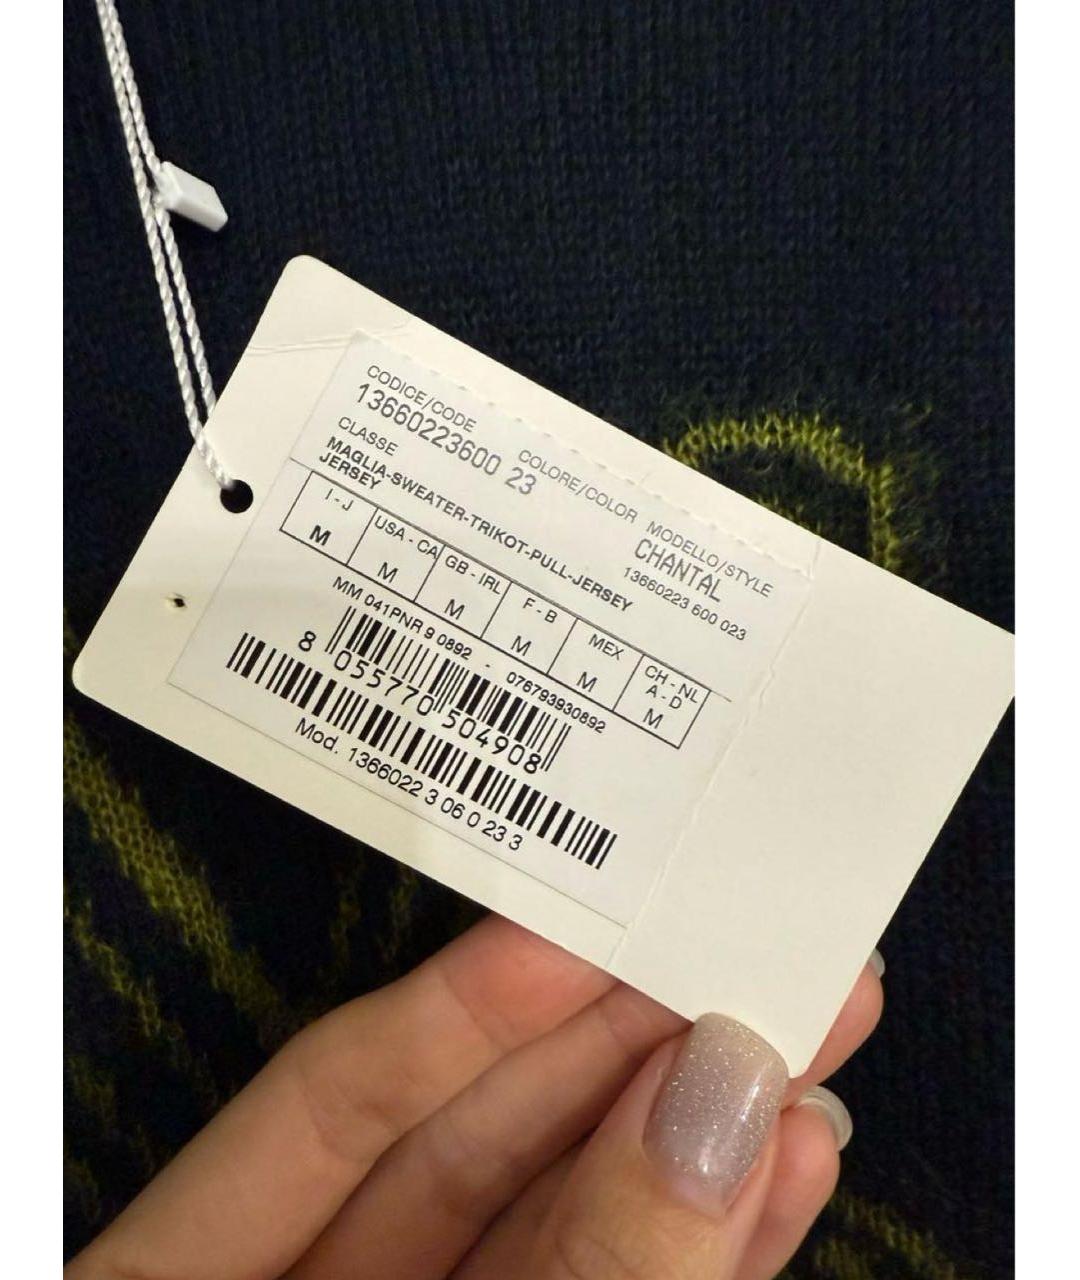 CODICE/CODE COLORE/COLOR MODELLO/STYLE
13660223600 23 CHANTAL
CLASSE 13660223 600 023
MAGLIA-SWEATER-TRIKOT-PULL-JERSEY
JERSEY
I - J USA - CA GB - IRL F - B MEX CH - NL
A - D
M M M M M M
MM 041PNR 9 0892 - 076793930892
8 055770 504908
Mod. 1366022 3 06 0 23 3